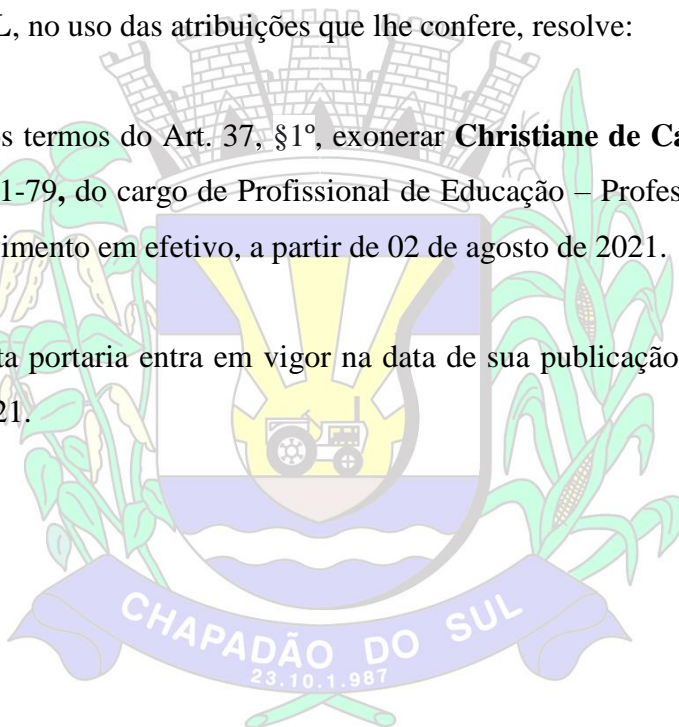 L, no uso das atribuições que lhe confere, resolve:
s termos do Art. 37, §1º, exonerar Christiane de Ca
1-79, do cargo de Profissional de Educação – Profes
imento em efetivo, a partir de 02 de agosto de 2021.
ta portaria entra em vigor na data de sua publicação
21.
CHAPADÃO DO SUL
23.10.1.987